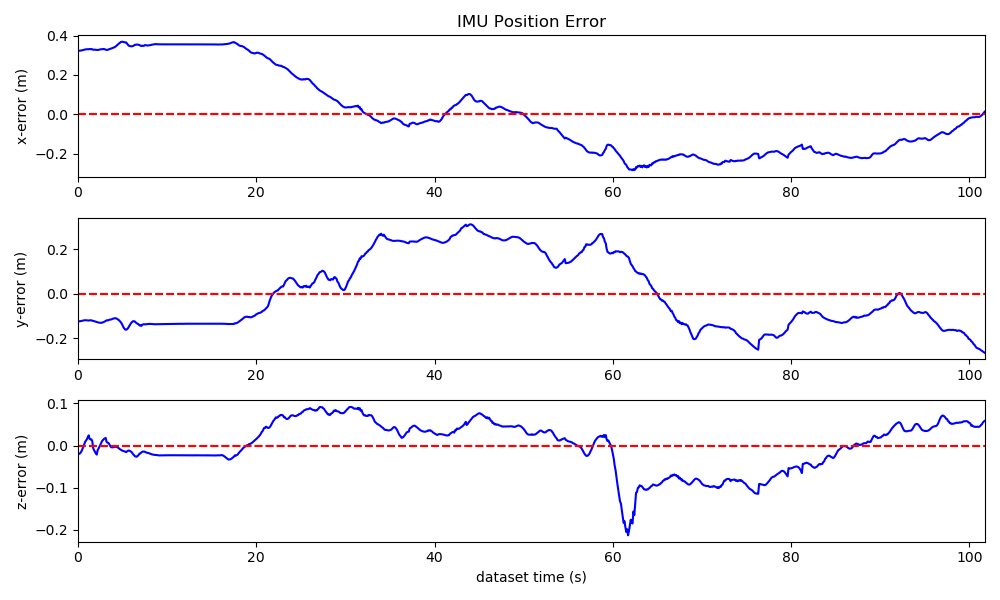 IMU Position Error
0.4
0.2
0.0
−0.2
x-error (m)
0 20 40 60 80 100
0.2
0.0
−0.2
y-error (m)
0 20 40 60 80 100
0.1
0.0
−0.1
−0.2
z-error (m)
0 20 40 60 80 100
dataset time (s)